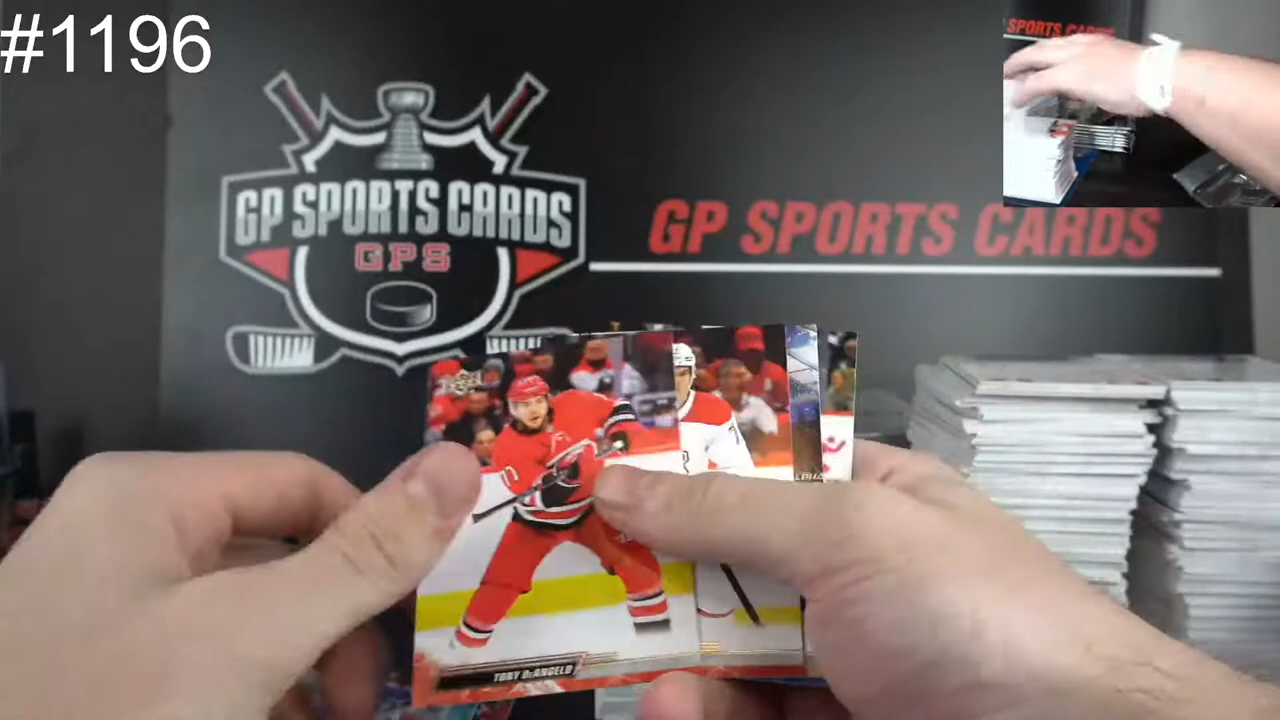 #1196
SPORTS CARDS
GP SPORTS CARDS
GPS
GP SPORTS CARDS
TONY DeANGELO